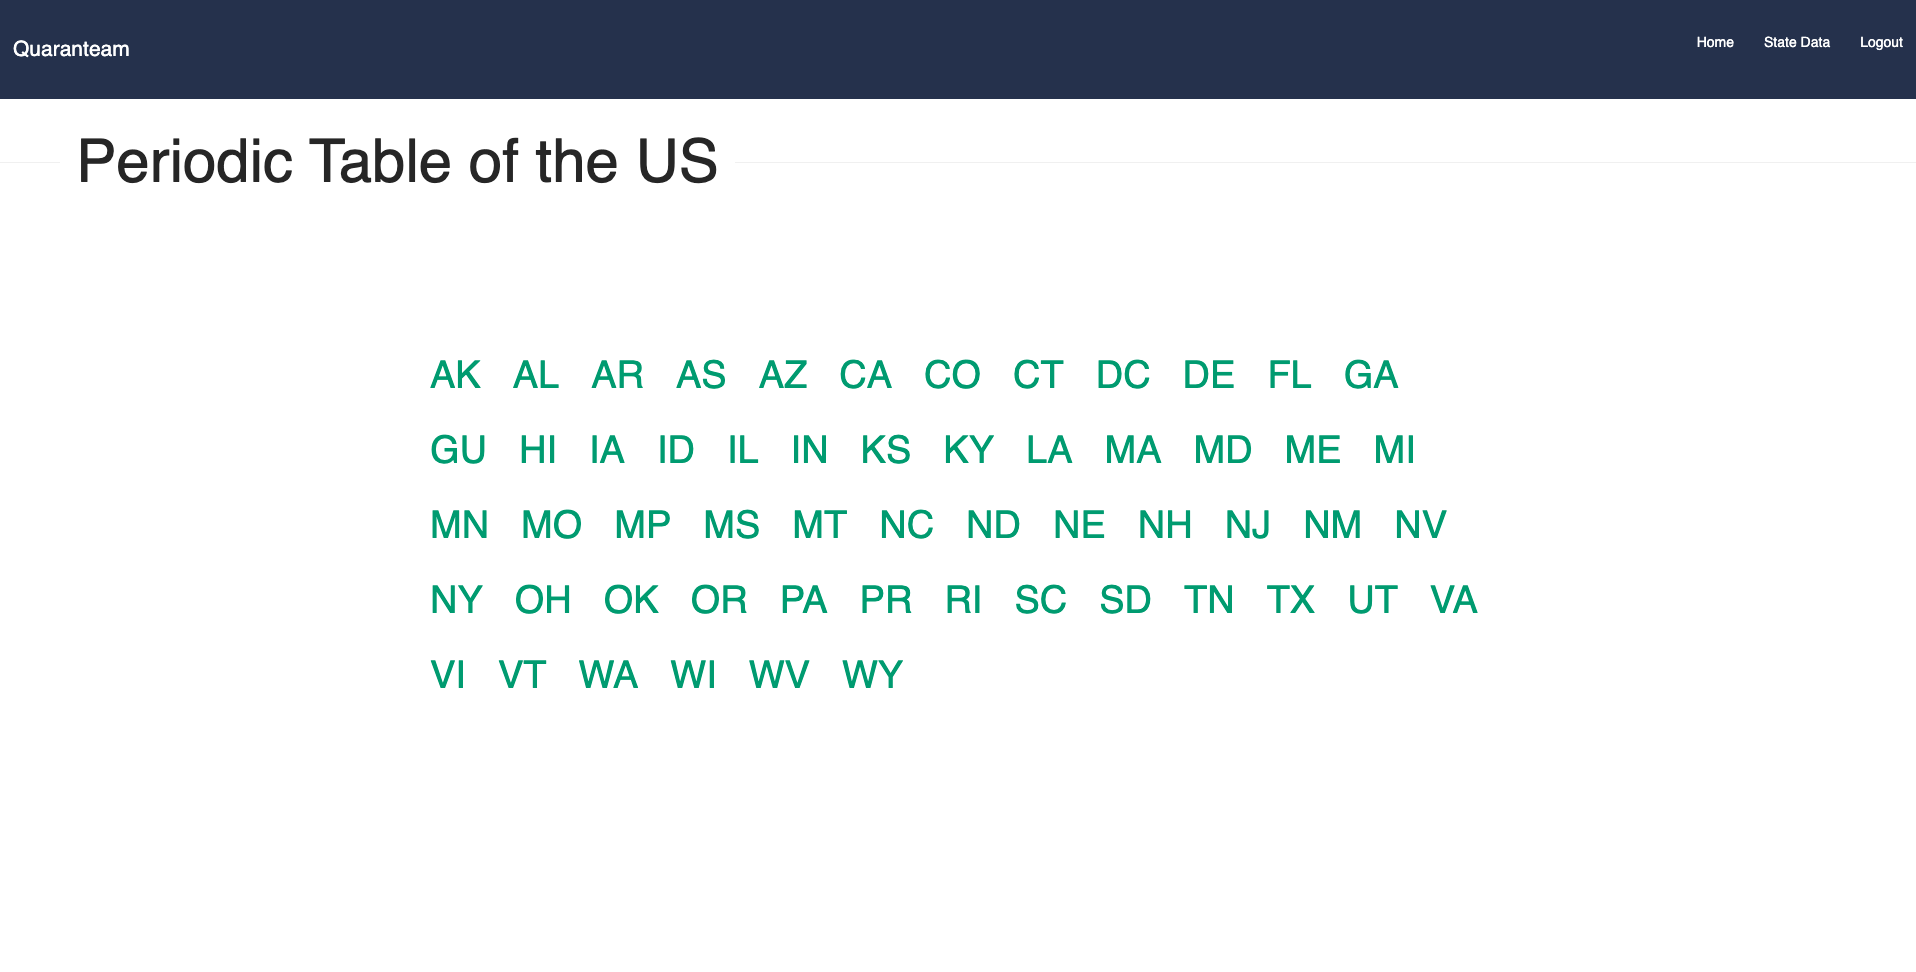 Quaranteam
Home State Data Logout
Periodic Table of the US
AK AL AR AS AZ CA CO CT DC DE FL GA
GU HI IA ID IL IN KS KY LA MA MD ME MI
MN MO MP MS MT NC ND NE NH NJ NM NV
NY OH OK OR PA PR RI SC SD TN TX UT VA
VI VT WA WI WV WY